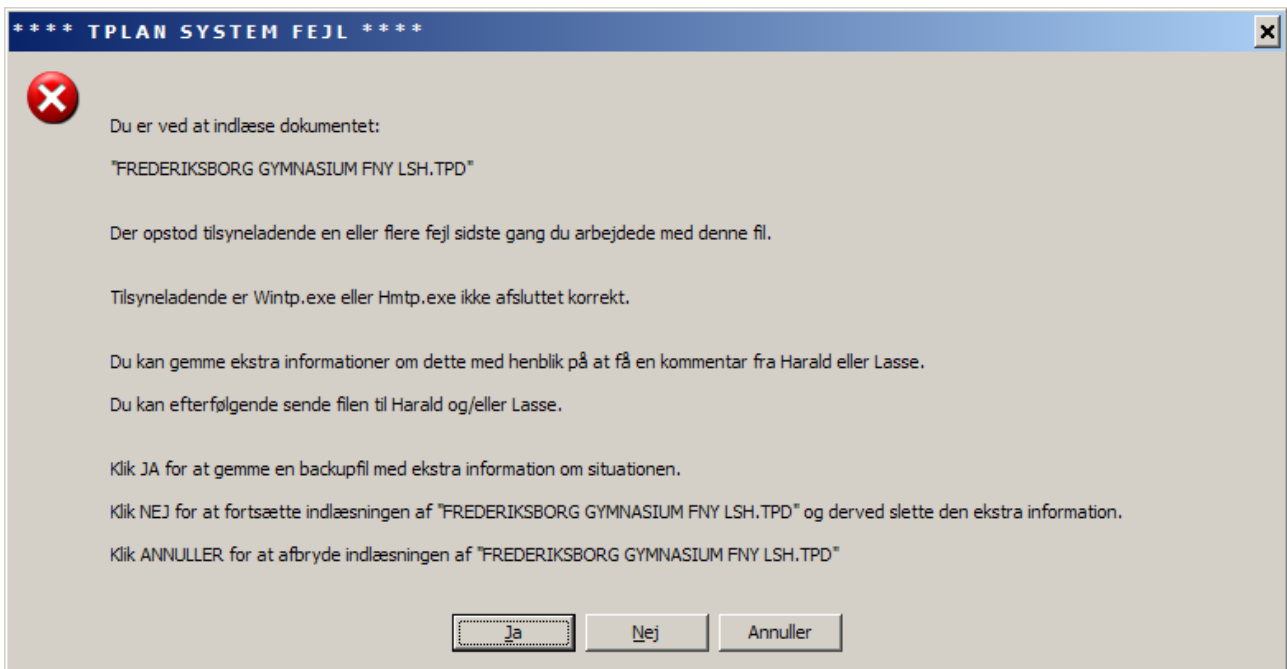 **** TPLAN SYSTEM FEJL ****
Du er ved at indlæse dokumentet:
"FREDERIKSBORG GYMNASIUM FNY LSH.TPD"
Der opstod tilsyneladende en eller flere fejl sidste gang du arbejdede med denne fil.
Tilsyneladende er Wintp.exe eller Hmtp.exe ikke afsluttet korrekt.
Du kan gemme ekstra informationer om dette med henblik på at få en kommentar fra Harald eller Lasse.
Du kan efterfølgende sende filen til Harald og/eller Lasse.
Klik JA for at gemme en backupfil med ekstra information om situationen.
Klik NEJ for at fortsætte indlæsningen af "FREDERIKSBORG GYMNASIUM FNY LSH.TPD" og derved slette den ekstra information.
Klik ANNULLER for at afbryde indlæsningen af "FREDERIKSBORG GYMNASIUM FNY LSH.TPD"
Ja Nej Annuller